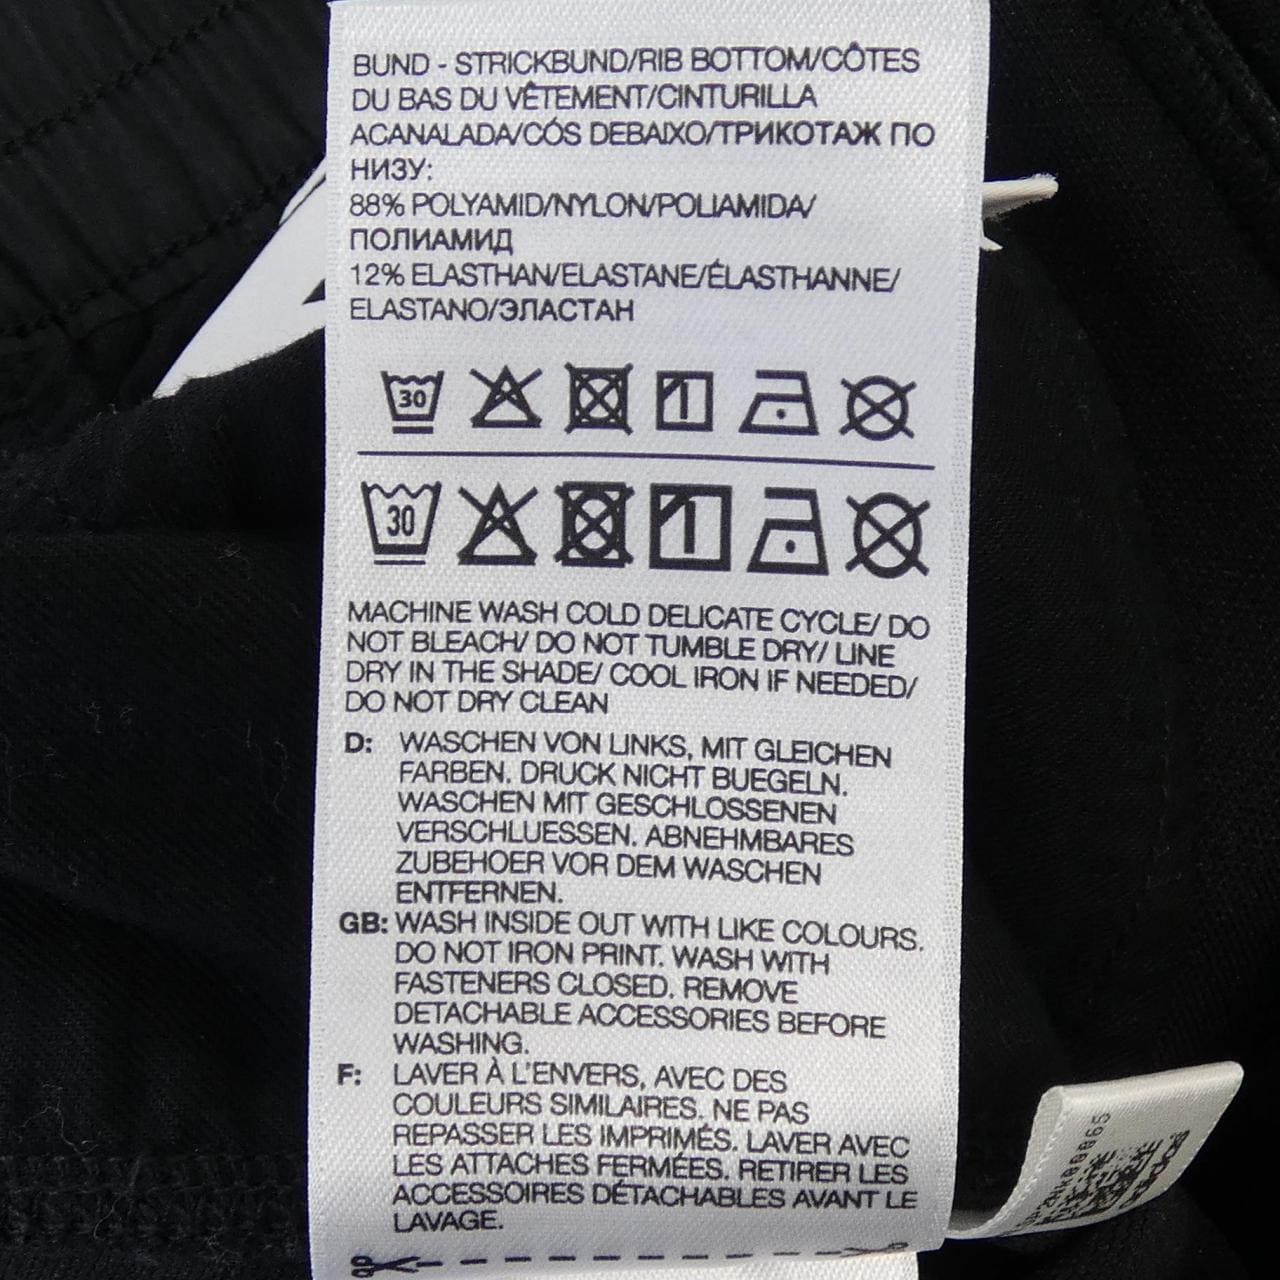 BUND - STRICKBUND/RIB BOTTOM/CÔTES
DU BAS DU VÊTEMENT/CINTURILLA
ACANALADA/CÓS DEBAIXO/ТРИКОТАЖ ПО
НИЗУ:
88% POLYAMID/NYLON/POLIAMIDA/
ПОЛИАМИД
12% ELASTHAN/ELASTANE/ÉLASTHANNE/
ELASTANO/ЭЛАСТАН
30
30
MACHINE WASH COLD DELICATE CYCLE/ DO
NOT BLEACH/ DO NOT TUMBLE DRY/ LINE
DRY IN THE SHADE/ COOL IRON IF NEEDED/
DO NOT DRY CLEAN
D: WASCHEN VON LINKS, MIT GLEICHEN
FARBEN. DRUCK NICHT BUEGELN.
WASCHEN MIT GESCHLOSSENEN
VERSCHLUESSEN. ABNEHMBARES
ZUBEHOER VOR DEM WASCHEN
ENTFERNEN.
GB: WASH INSIDE OUT WITH LIKE COLOURS.
DO NOT IRON PRINT. WASH WITH
FASTENERS CLOSED. REMOVE
DETACHABLE ACCESSORIES BEFORE
WASHING.
F: LAVER À L'ENVERS, AVEC DES
COULEURS SIMILAIRES. NE PAS
REPASSER LES IMPRIMÉS. LAVER AVEC
LES ATTACHES FERMÉES. RETIRER LES
ACCESSOIRES DÉTACHABLES AVANT LE
LAVAGE.